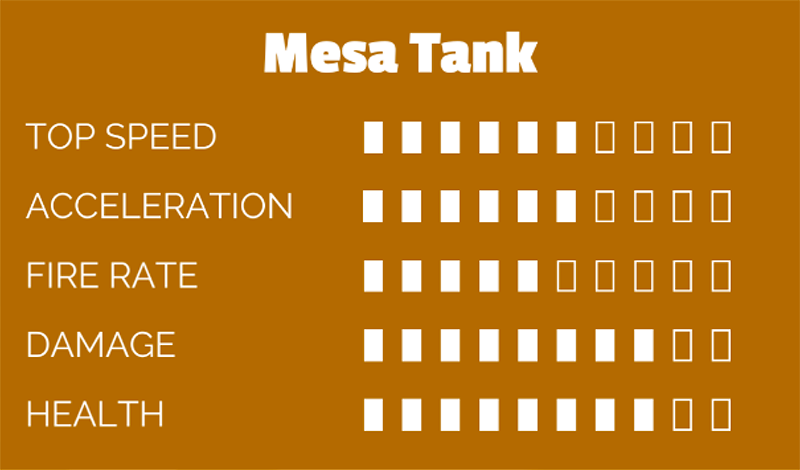 Mesa Tank
TOP SPEED
ACCELERATION
FIRE RATE
DAMAGE
HEALTH